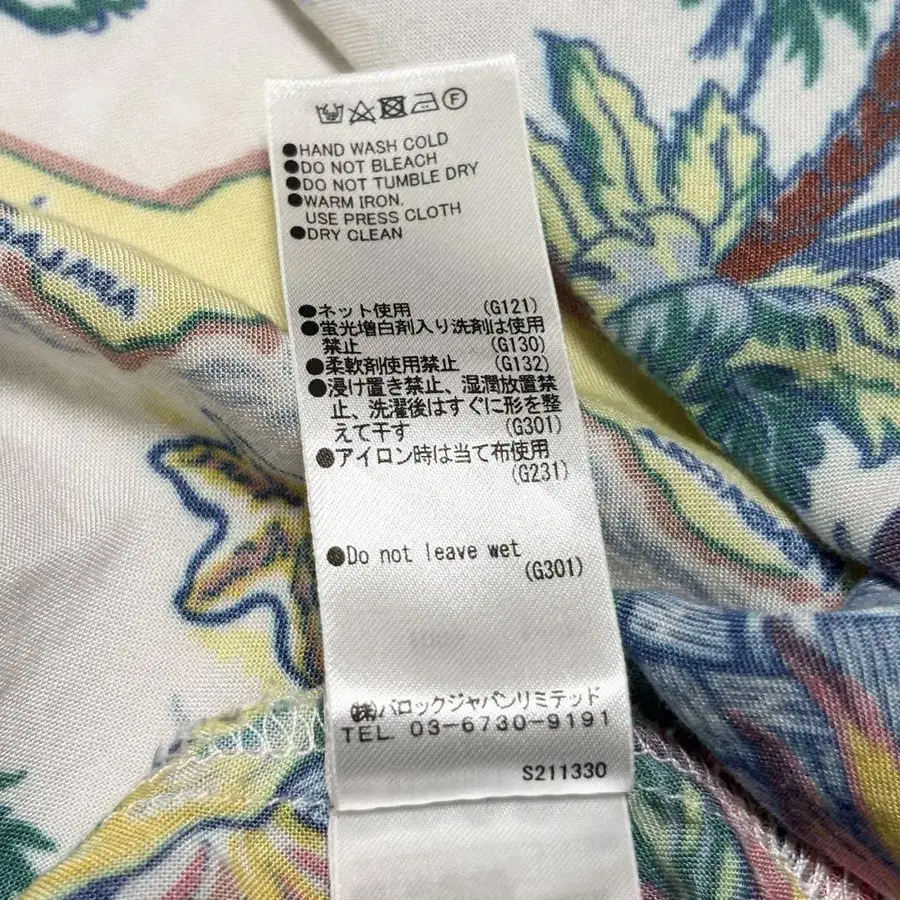 F
●HAND WASH COLD
●DO NOT BLEACH
●DO NOT TUMBLE DRY
●WARM IRON.
USE PRESS CLOTH
●DRY CLEAN
●ネット使用 (G121)
●蛍光増白剤入り洗剤は使用
禁止 (G130)
●柔軟剤使用禁止 (G132)
●浸け置き禁止、湿潤放置禁
止、洗濯後はすぐに形を整
えて干す (G301)
●アイロン時は当て布使用
(G231)
●Do not leave wet
(G301)
㈱バロックジャパンリミテッド
TEL 03-6730-9191
S211330